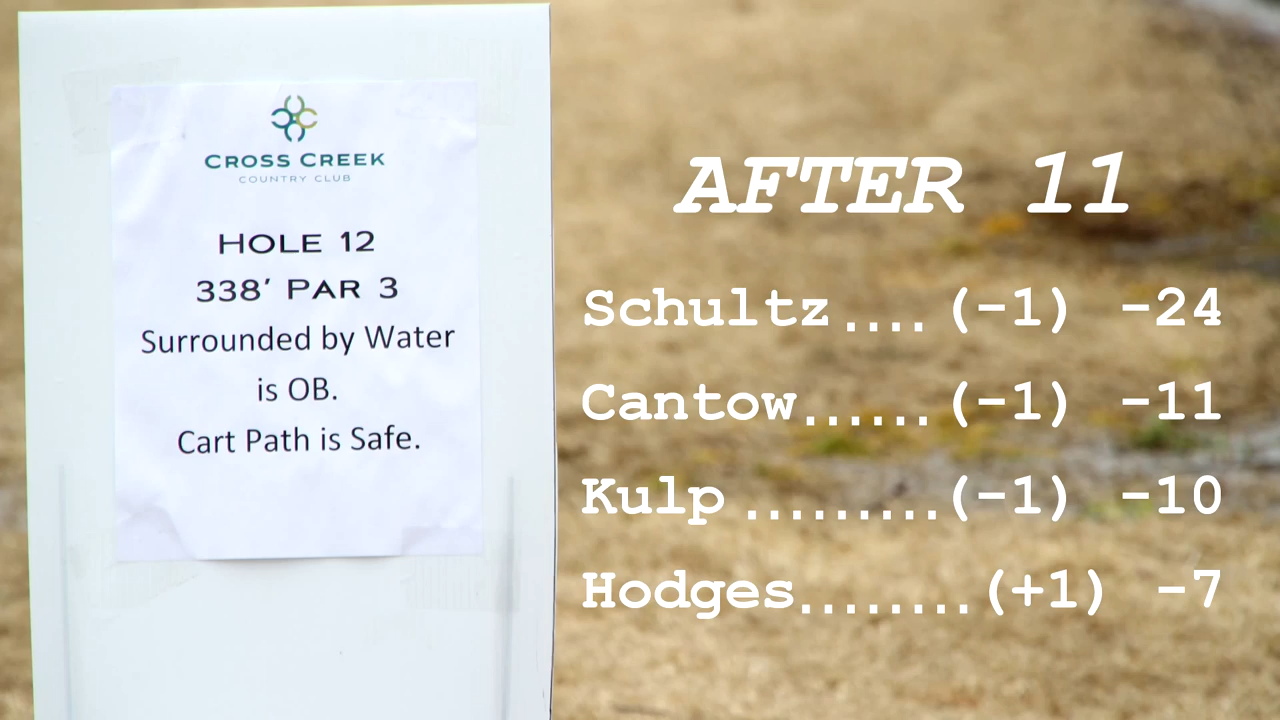 CROSS CREEK
COUNTRY CLUB
HOLE 12
338' PAR 3
Surrounded by Water
is OB.
Cart Path is Safe.
AFTER 11
Schultz....(-1) -24
Cantow......(-1) -11
Kulp .........(-1) -10
Hodges........(+1) -7